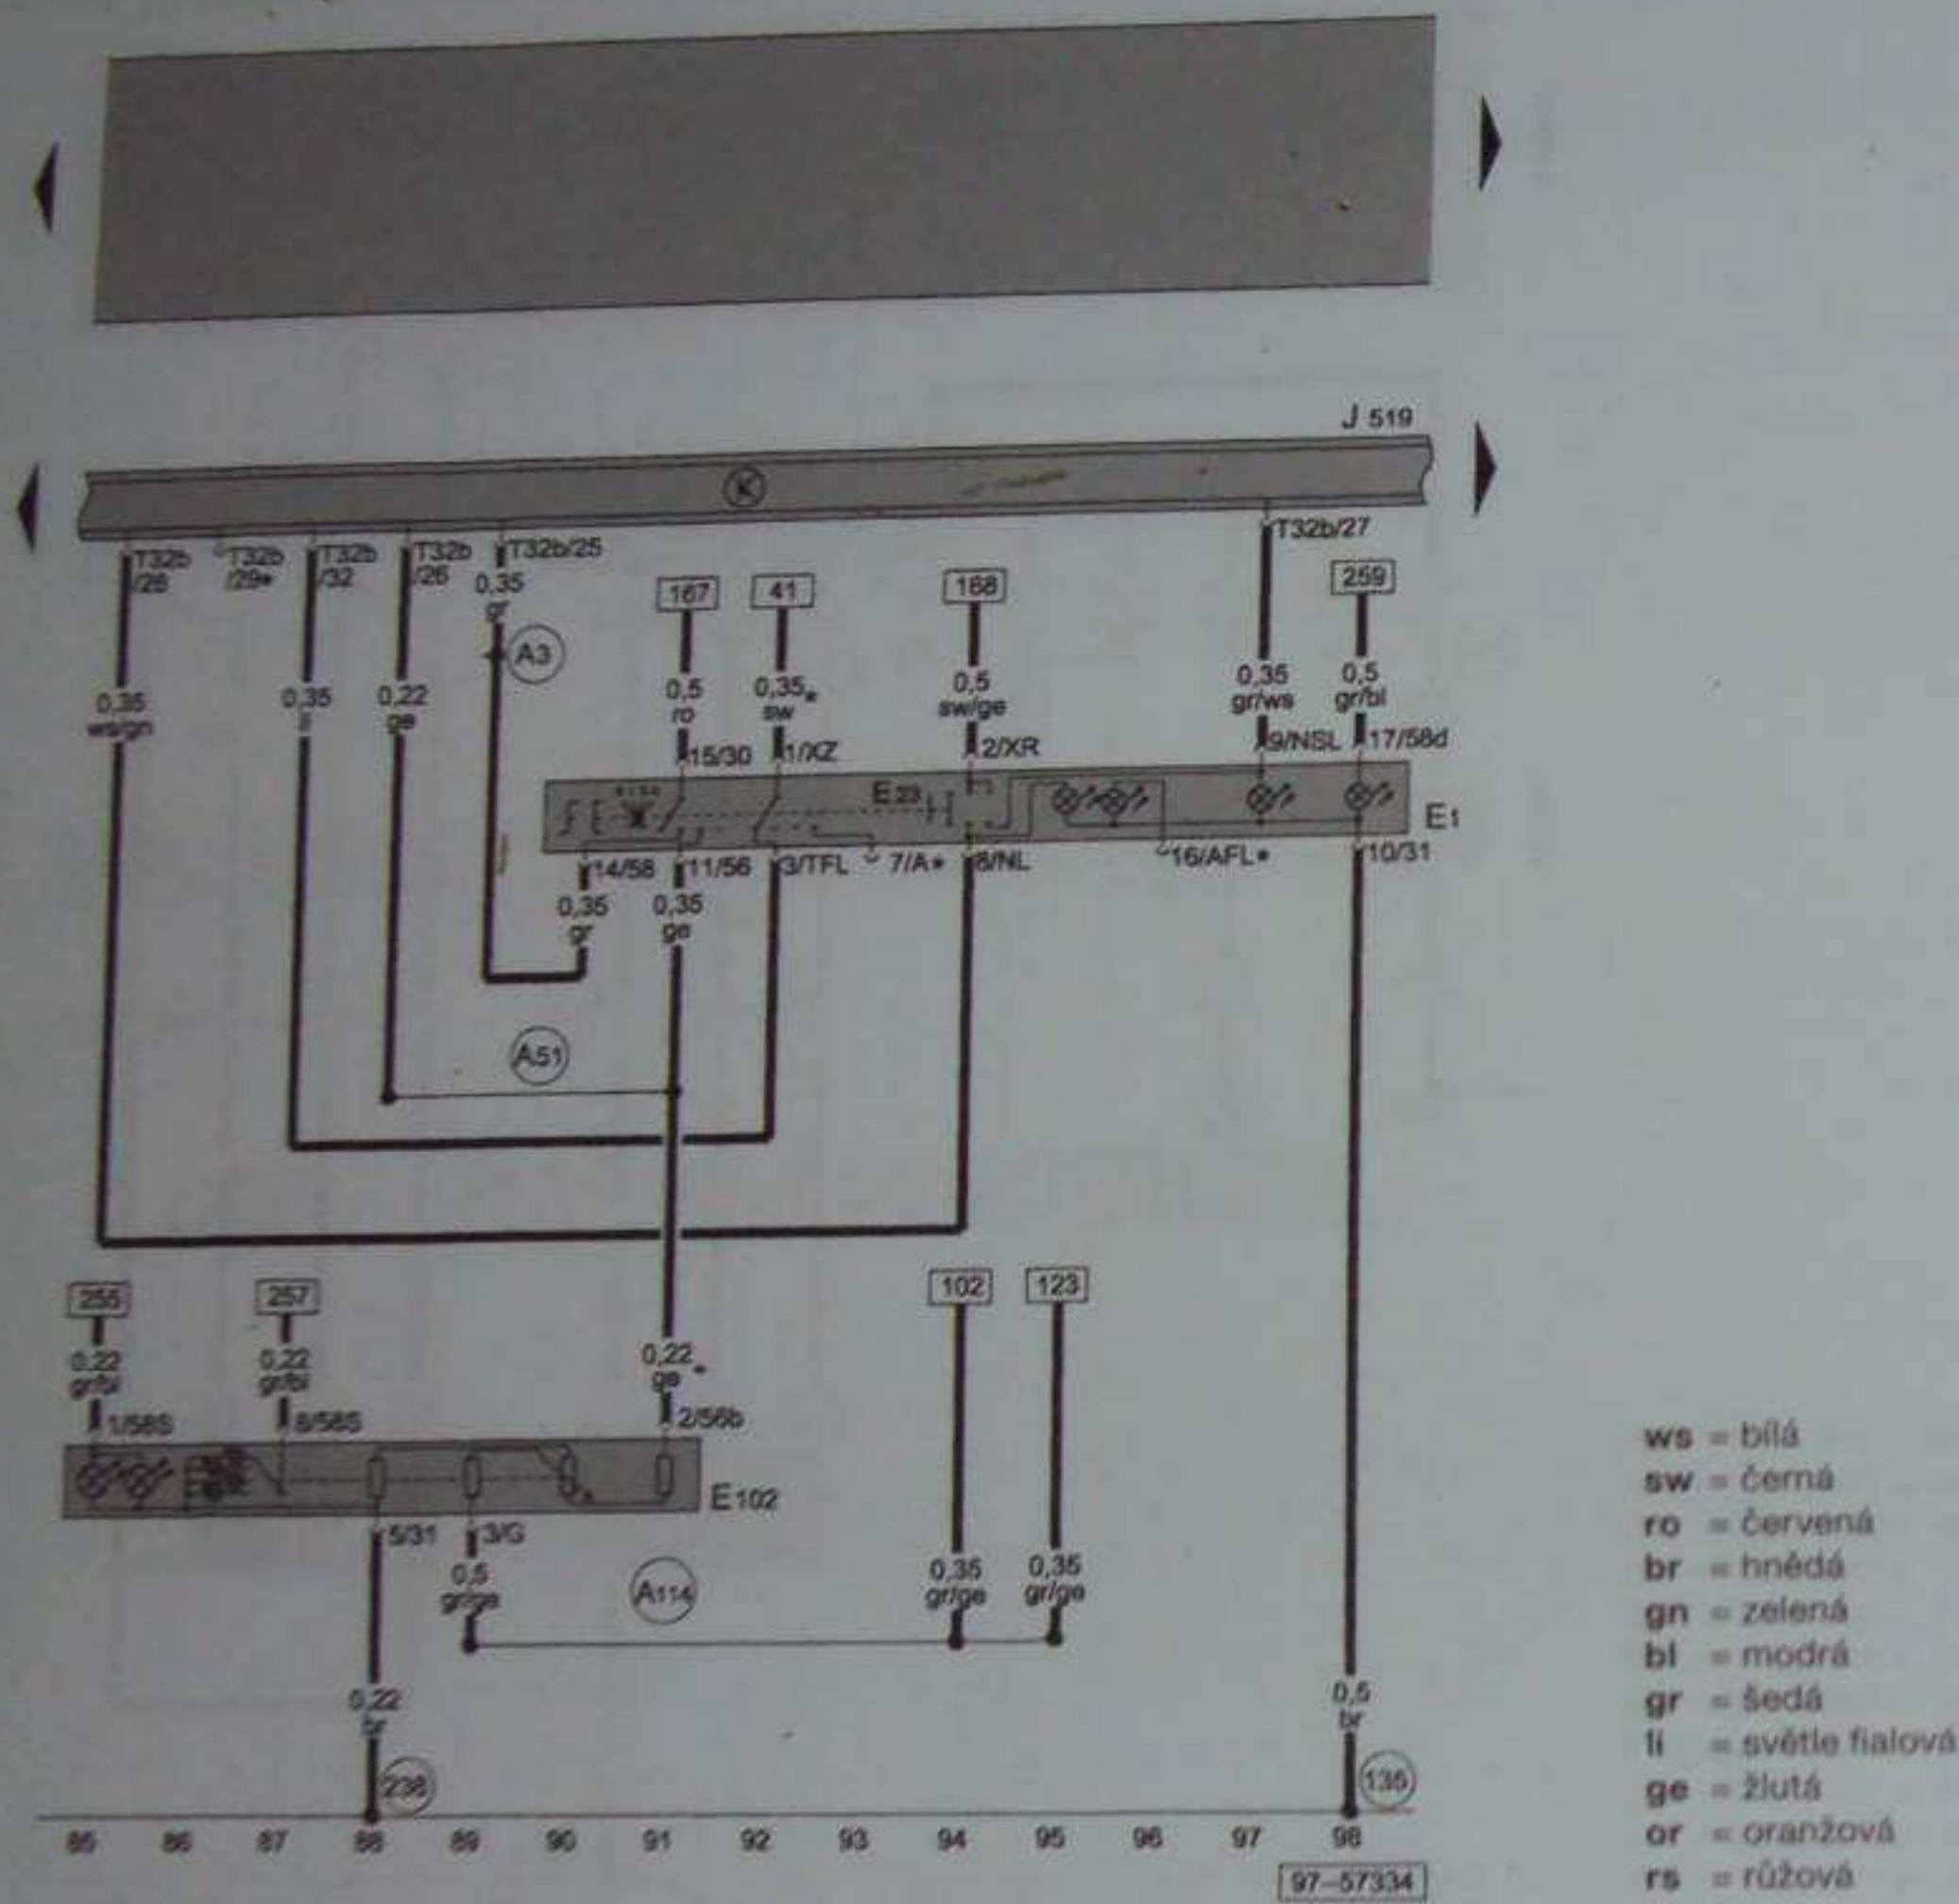 J 519
K
T32b
/28
T32b
/29*
T32b
/32
T32b
/26
T32b/25
T32b/27
0,35
gr
167
41
168
259
A3
0,35
ws/gn
0,35
0,22
ge
0,5
ro
0,35*
sw
0,5
sw/ge
0,35
gr/ws
0,5
gr/bl
15/30
1/XZ
2/XR
9/NSL
17/58d
E23
E1
14/58
11/56
3/TFL
7/A*
8/NL
16/AFL*
10/31
0,35
gr
0,35
ge
A51
255
257
102
123
0,22
gr/bl
0,22
gr/bl
0,22*
ge
1/58S
8/58S
2/56b
E102
5/31
3/G
0,5
gr/ge
A114
0,35
gr/ge
0,35
gr/ge
0,22
br
0,5
br
238
135
85 86 87 88 89 90 91 92 93 94 95 96 97 98
97-57334
ws = bílá
sw = černá
ro = červená
br = hnědá
gn = zelená
bl = modrá
gr = šedá
li = světle fialová
ge = žlutá
or = oranžová
rs = růžová